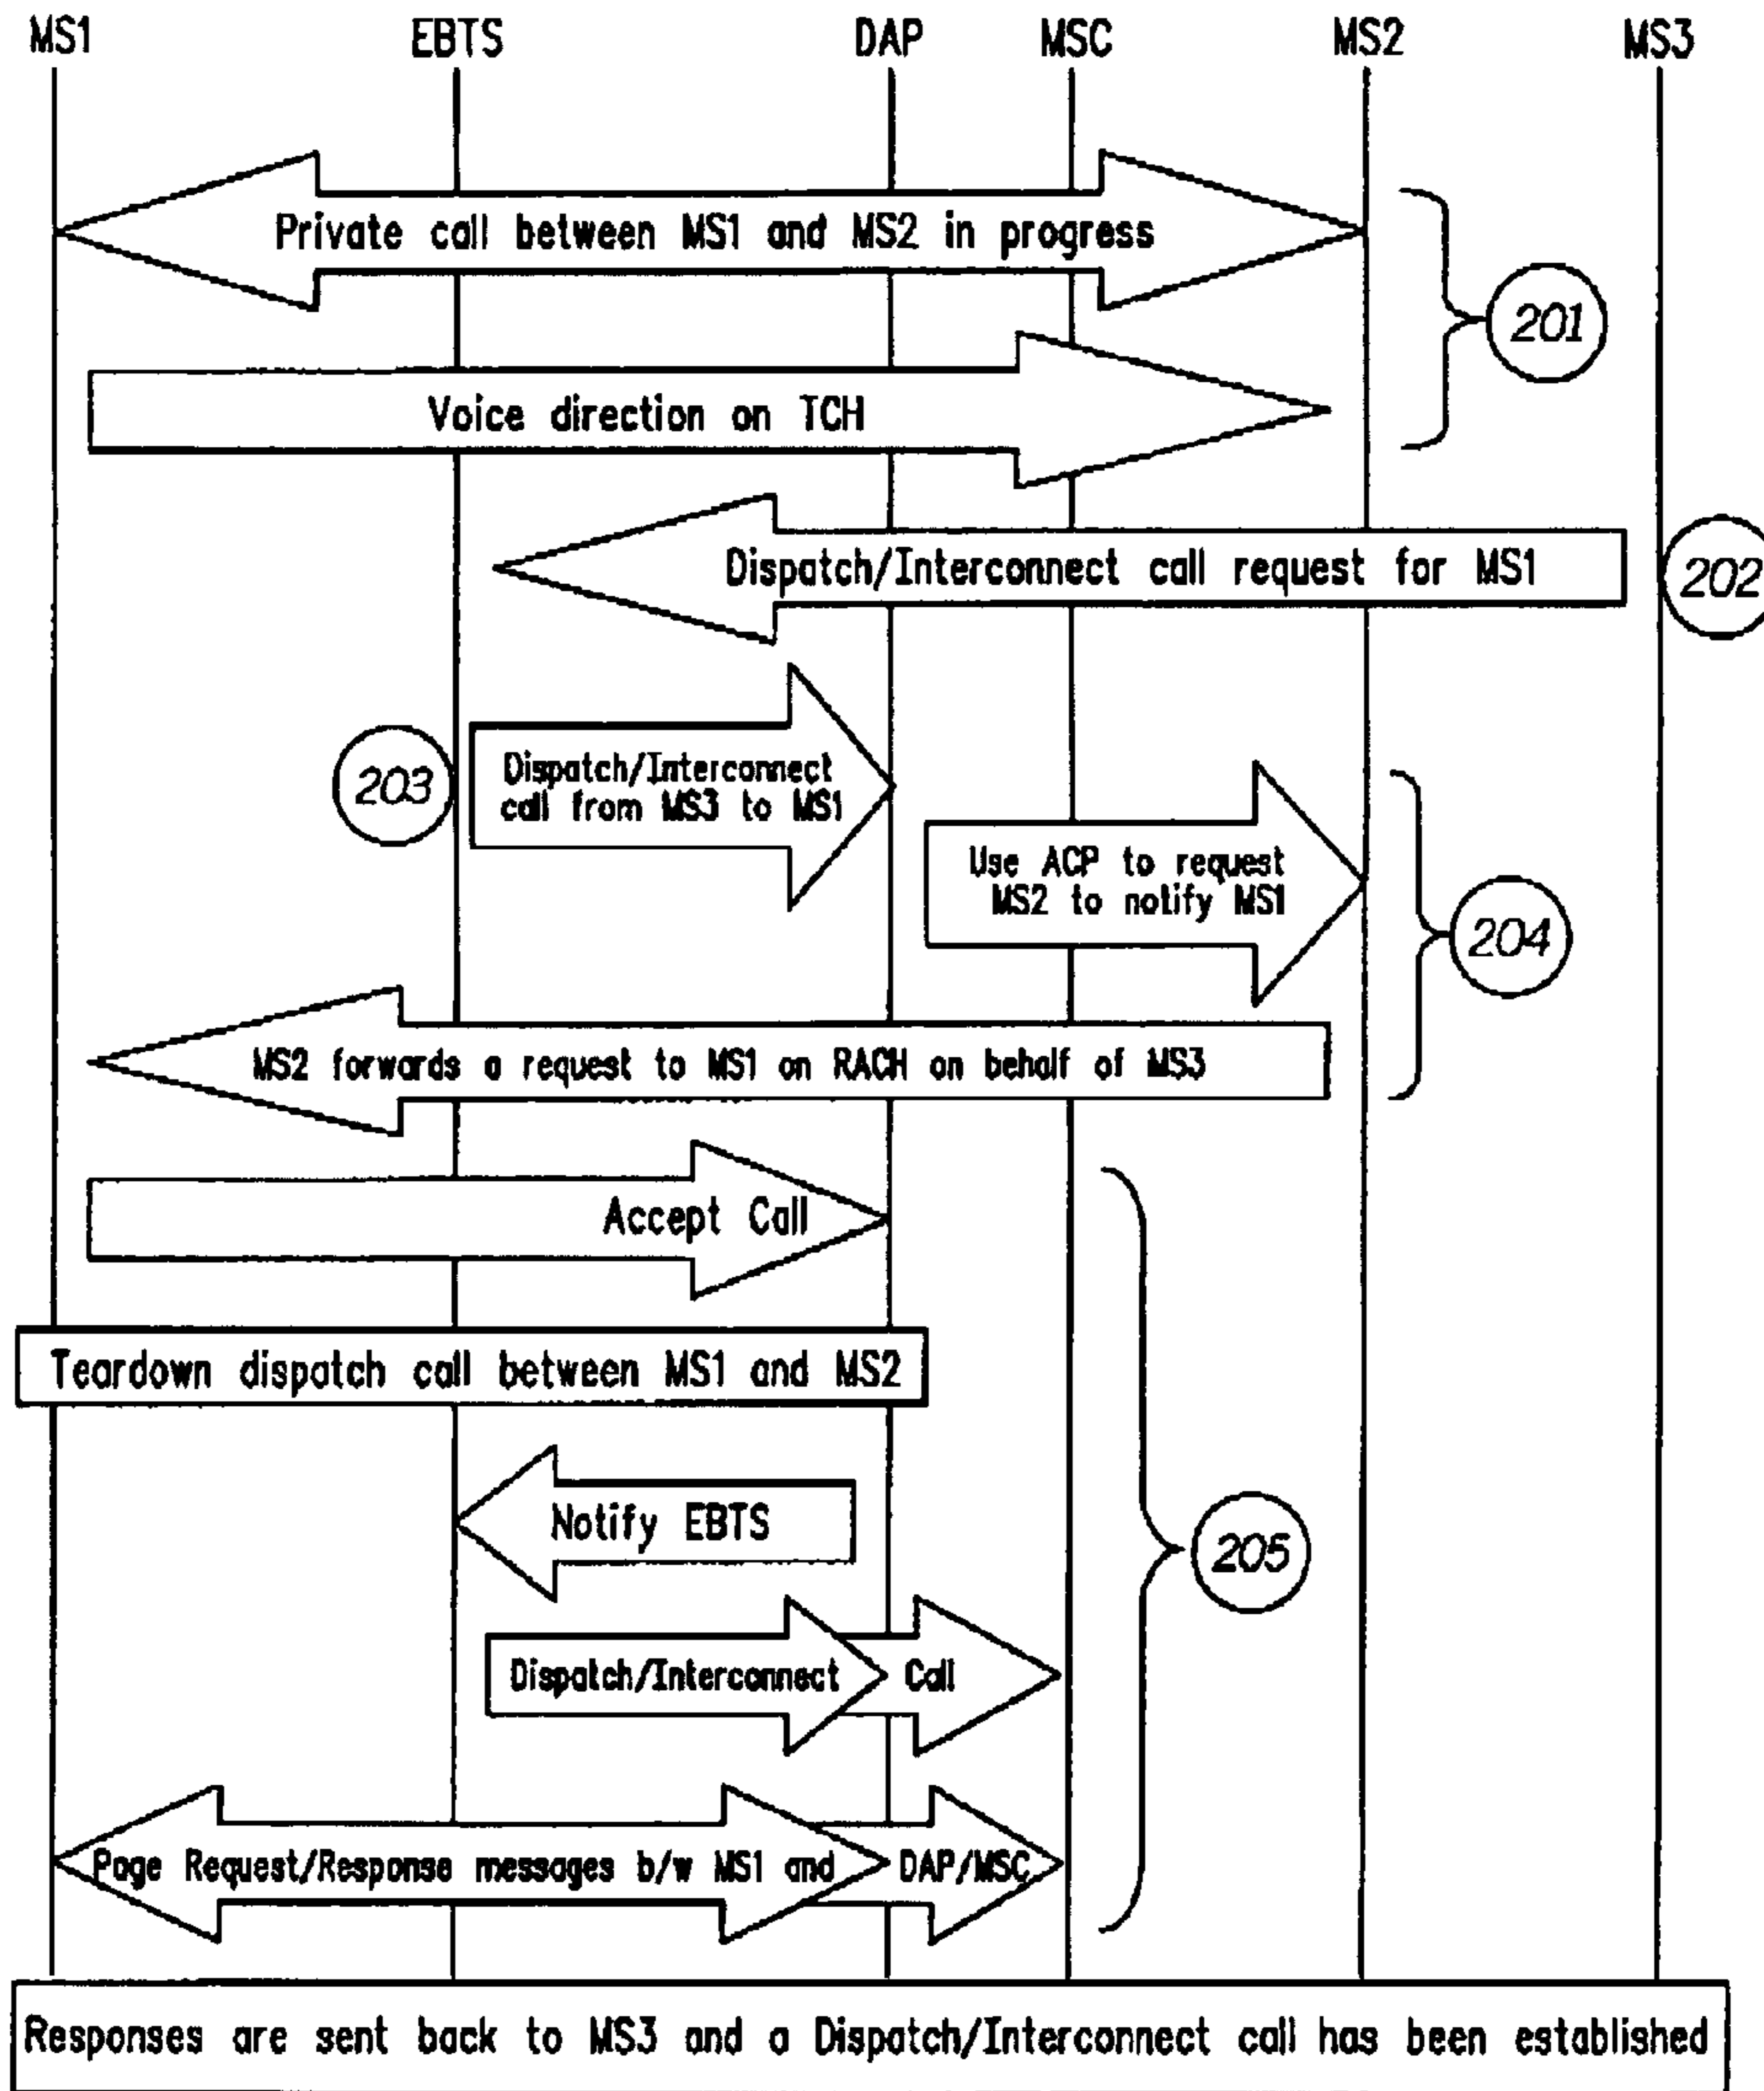 MS1 EBTS DAP MSC MS2 MS3
Private call between MS1 and MS2 in progress
201
Voice direction on TCH
Dispatch/Interconnect call request for MS1
202
203
Dispatch/Interconnect
call from MS3 to MS1
Use ACP to request
MS2 to notify MS1
204
MS2 forwards a request to MS1 on RACH on behalf of MS3
Accept Call
Teardown dispatch call between MS1 and MS2
Notify EBTS
205
Dispatch/Interconnect Call
Page Request/Response messages b/w MS1 and DAP/MSC
Responses are sent back to MS3 and a Dispatch/Interconnect call has been established